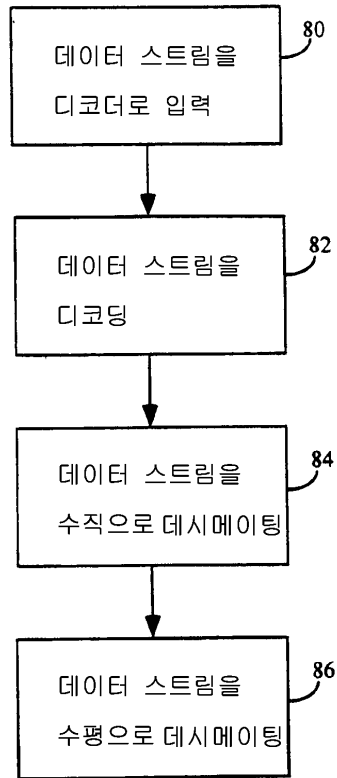 80
데이터 스트림을
디코더로 입력
82
데이터 스트림을
디코딩
84
데이터 스트림을
수직으로 데시메이팅
86
데이터 스트림을
수평으로 데시메이팅